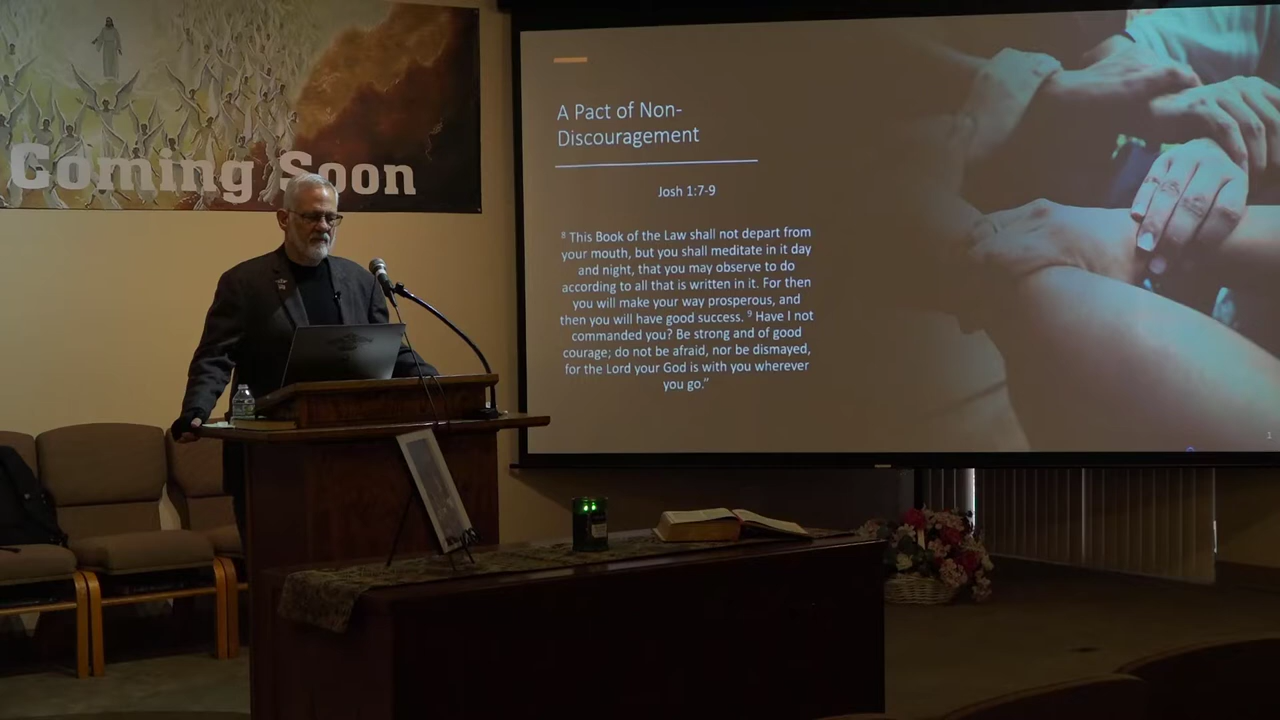 Coming Soon
A Pact of Non-
Discouragement
Josh 1:7-9
8 This Book of the Law shall not depart from
your mouth, but you shall meditate in it day
and night, that you may observe to do
according to all that is written in it. For then
you will make your way prosperous, and
then you will have good success. 9 Have I not
commanded you? Be strong and of good
courage; do not be afraid, nor be dismayed,
for the Lord your God is with you wherever
you go.”
1